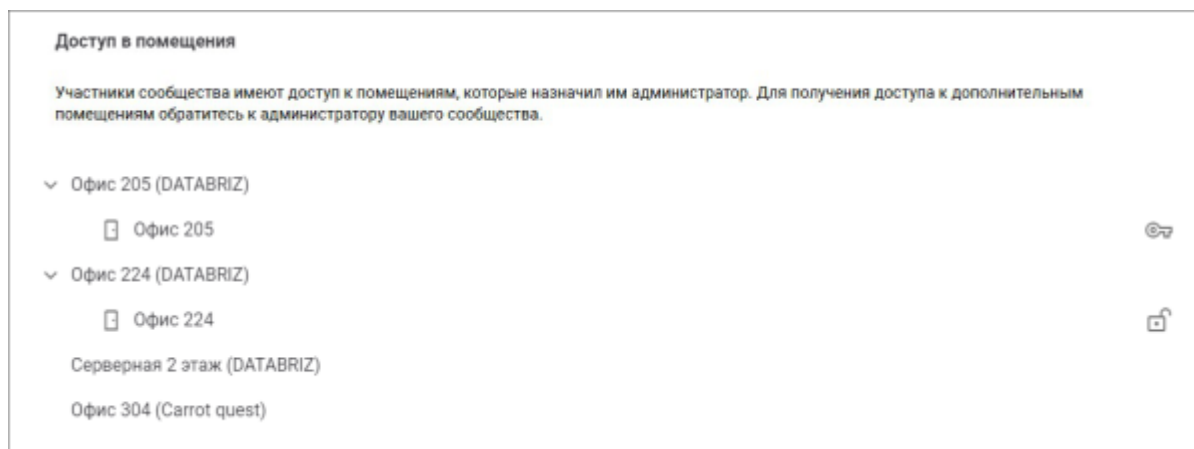 Доступ в помещения
Участники сообщества имеют доступ к помещениям, которые назначил им администратор. Для получения доступа к дополнительным
помещениям обратитесь к администратору вашего сообщества.
Офис 205 (DATABRIZ)
Офис 205
Офис 224 (DATABRIZ)
Офис 224
Серверная 2 этаж (DATABRIZ)
Офис 304 (Carrot quest)